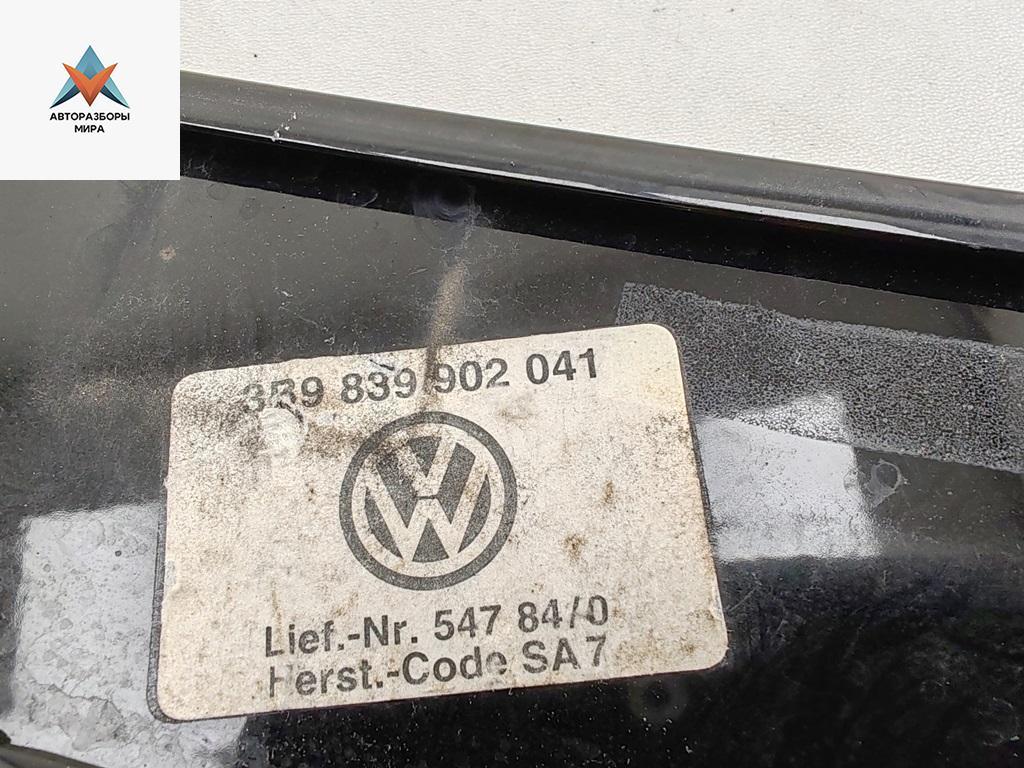 АВТОРАЗБОРЫ
МИРА
3B9 839 902 041
Lief.-Nr. 547 84/0
Herst.-Code SA7